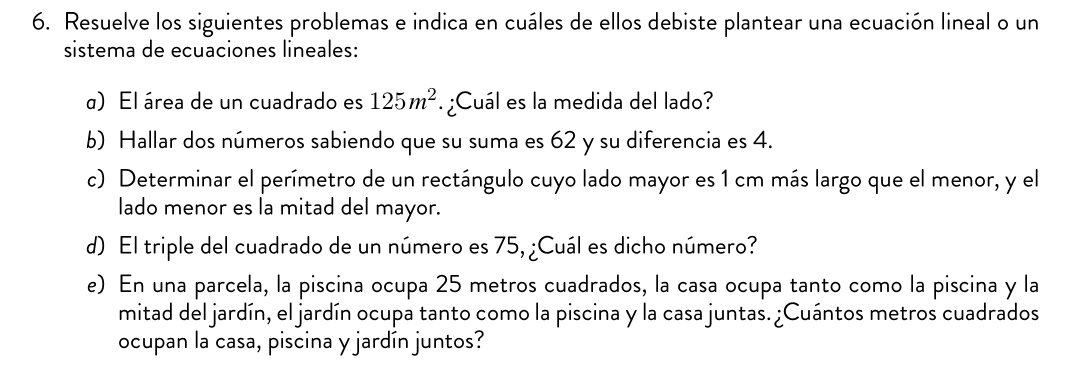 6. Resuelve los siguientes problemas e indica en cuáles de ellos debiste plantear una ecuación lineal o un
sistema de ecuaciones lineales:
a) El área de un cuadrado es 125m². ¿Cuál es la medida del lado?
b) Hallar dos números sabiendo que su suma es 62 y su diferencia es 4.
c) Determinar el perímetro de un rectángulo cuyo lado mayor es 1 cm más largo que el menor, y el
lado menor es la mitad del mayor.
d) El triple del cuadrado de un número es 75, ¿Cuál es dicho número?
e) En una parcela, la piscina ocupa 25 metros cuadrados, la casa ocupa tanto como la piscina y la
mitad del jardín, el jardín ocupa tanto como la piscina y la casa juntas. ¿Cuántos metros cuadrados
ocupan la casa, piscina y jardín juntos?